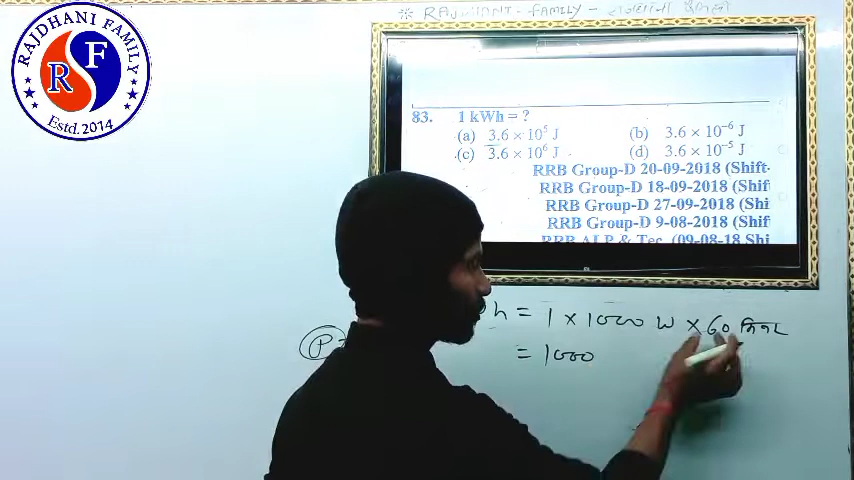 * RAJDHANI FAMILY -
RAJDHANI FAMILY
R F
Estd.2014
83. 1 kWh = ?
(a) 3.6 × 10⁵ J (b) 3.6 × 10⁻⁶ J
(c) 3.6 × 10⁶ J (d) 3.6 × 10⁻⁵ J
RRB Group-D 20-09-2018 (Shift-
RRB Group-D 18-09-2018 (Shif
RRB Group-D 27-09-2018 (Shi
RRB Group-D 9-08-2018 (Shif
RRB ALP & Tec. (09-08-18 Shi
h = 1 × 1000 W × 60 मिनट
P = 1000